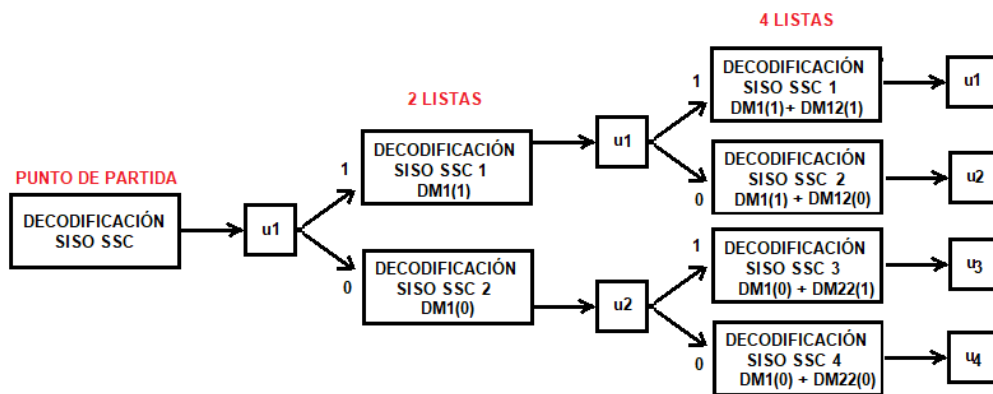 PUNTO DE PARTIDA
DECODIFICACIÓN
SISO SSC
u1
2 LISTAS
1
DECODIFICACIÓN
SISO SSC 1
DM1(1)
0
DECODIFICACIÓN
SISO SSC 2
DM1(0)
u1
u2
4 LISTAS
1
DECODIFICACIÓN
SISO SSC 1
DM1(1)+ DM12(1)
u1
0
DECODIFICACIÓN
SISO SSC 2
DM1(1) + DM12(0)
u2
1
DECODIFICACIÓN
SISO SSC 3
DM1(0) + DM22(1)
u3
0
DECODIFICACIÓN
SISO SSC 4
DM1(0) + DM22(0)
u4